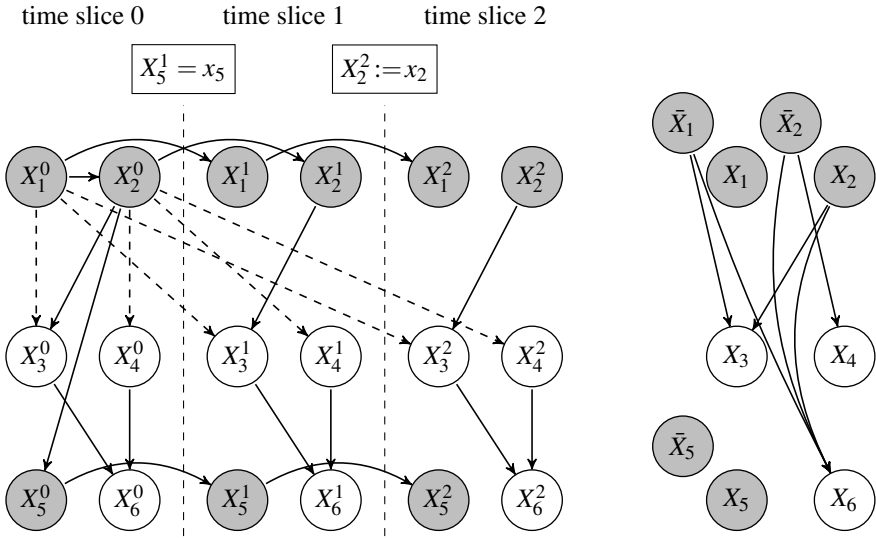 time slice 0 time slice 1 time slice 2
X_5^1 = x_5 X_2^2 := x_2
X̄_1 X̄_2
X_1^0 X_2^0 X_1^1 X_2^1 X_1^2 X_2^2 X_1 X_2
X_3^0 X_4^0 X_3^1 X_4^1 X_3^2 X_4^2 X_3 X_4
X̄_5
X_5^0 X_6^0 X_5^1 X_6^1 X_5^2 X_6^2 X_5 X_6